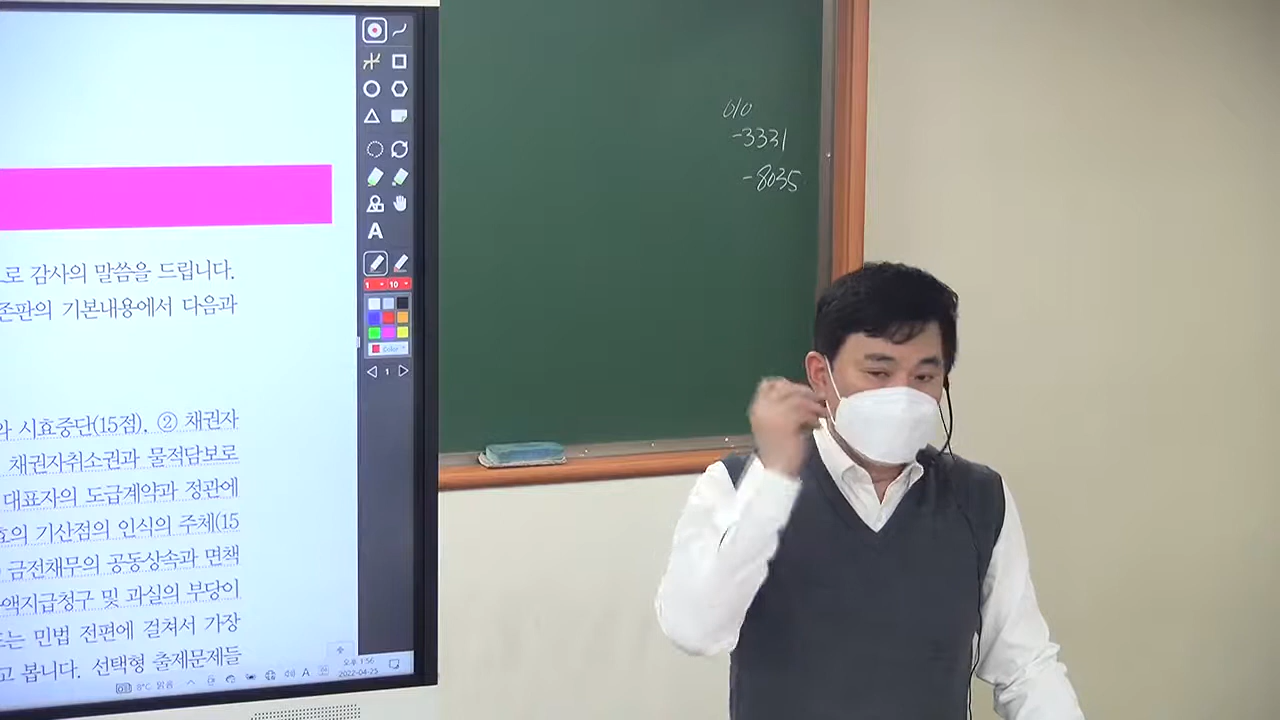 010
-3331
-8035
로 감사의 말씀을 드립니다.
존판의 기본내용에서 다음과
와 시효중단(15점), ② 채권자
채권자취소권과 물적담보로
대표자의 도급계약과 정관에
효의 기산점의 인식의 주체(15
금전채무의 공동상속과 면책
액지급청구 및 과실의 부당이
또는 민법 전편에 걸쳐서 가장
고 봅니다. 선택형 출제문제들
A
1 10
Color
1
8°C 맑음
A
오후 1:56
2022-04-25